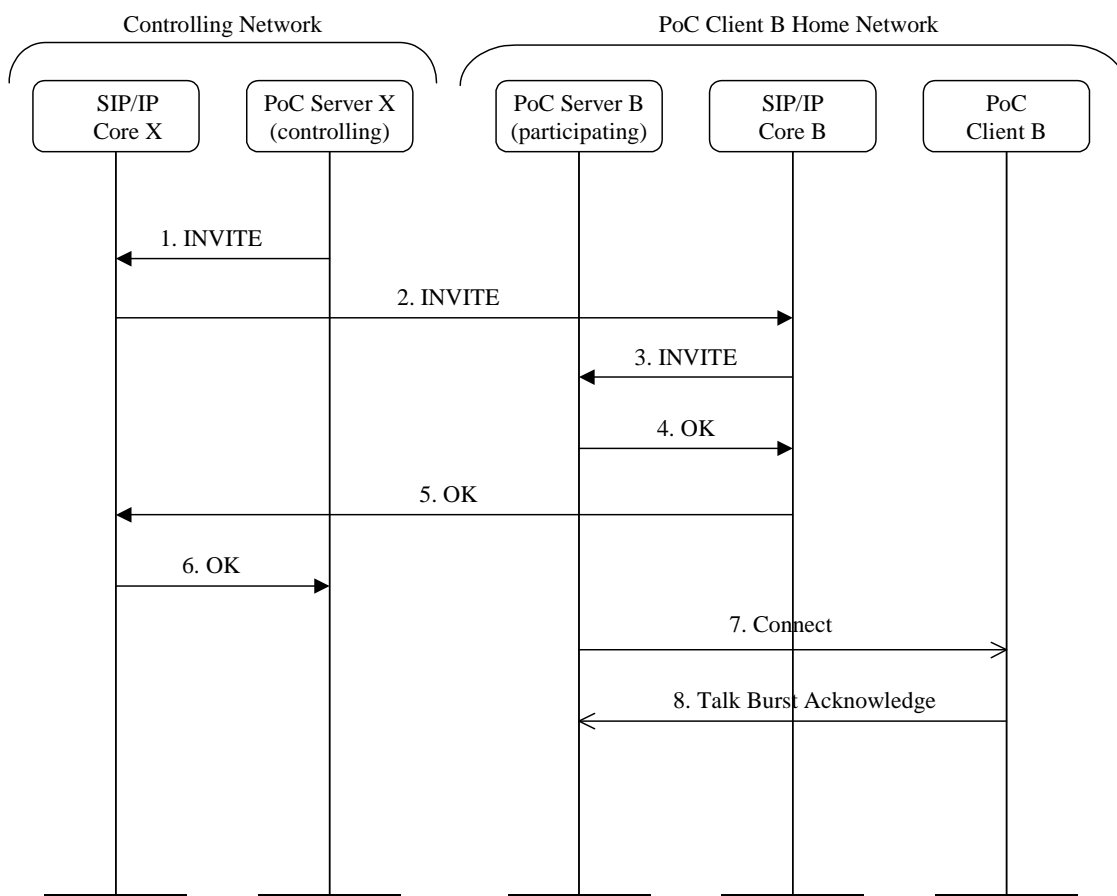 Controlling Network
PoC Client B Home Network
SIP/IP
Core X
PoC Server X
(controlling)
PoC Server B
(participating)
SIP/IP
Core B
PoC
Client B
1. INVITE
2. INVITE
3. INVITE
4. OK
5. OK
6. OK
7. Connect
8. Talk Burst Acknowledge